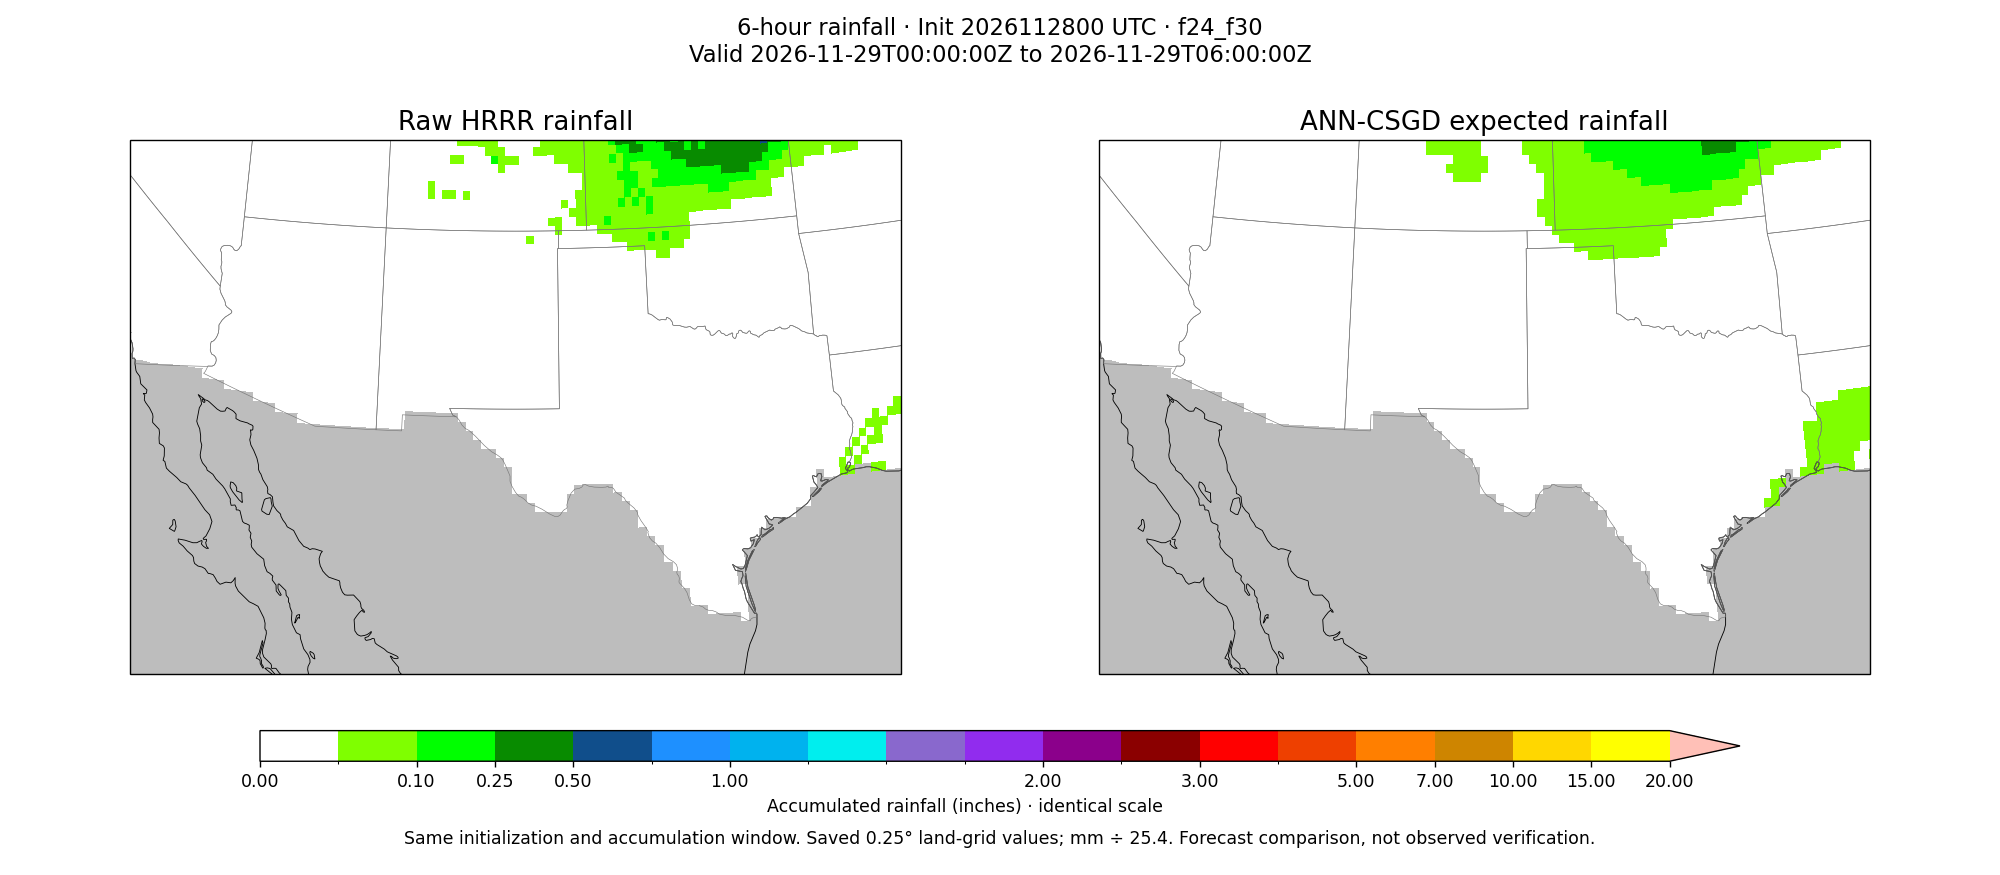 6-hour rainfall · Init 2026112800 UTC · f24_f30
Valid 2026-11-29T00:00:00Z to 2026-11-29T06:00:00Z
Raw HRRR rainfall
ANN-CSGD expected rainfall
0.00 0.10 0.25 0.50 1.00 2.00 3.00 5.00 7.00 10.00 15.00 20.00
Accumulated rainfall (inches) · identical scale
Same initialization and accumulation window. Saved 0.25° land-grid values; mm ÷ 25.4. Forecast comparison, not observed verification.